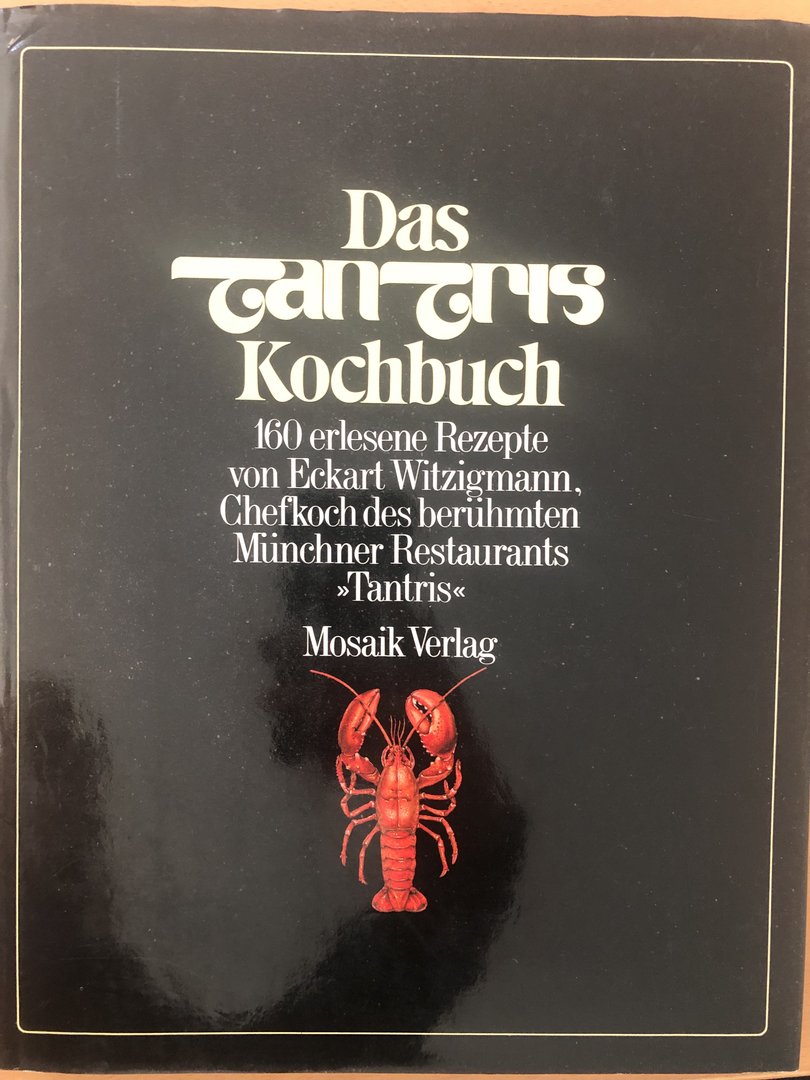 Das
Tantris
Kochbuch
160 erlesene Rezepte
von Eckart Witzigmann,
Chefkoch des berühmten
Münchner Restaurants
»Tantris«
Mosaik Verlag